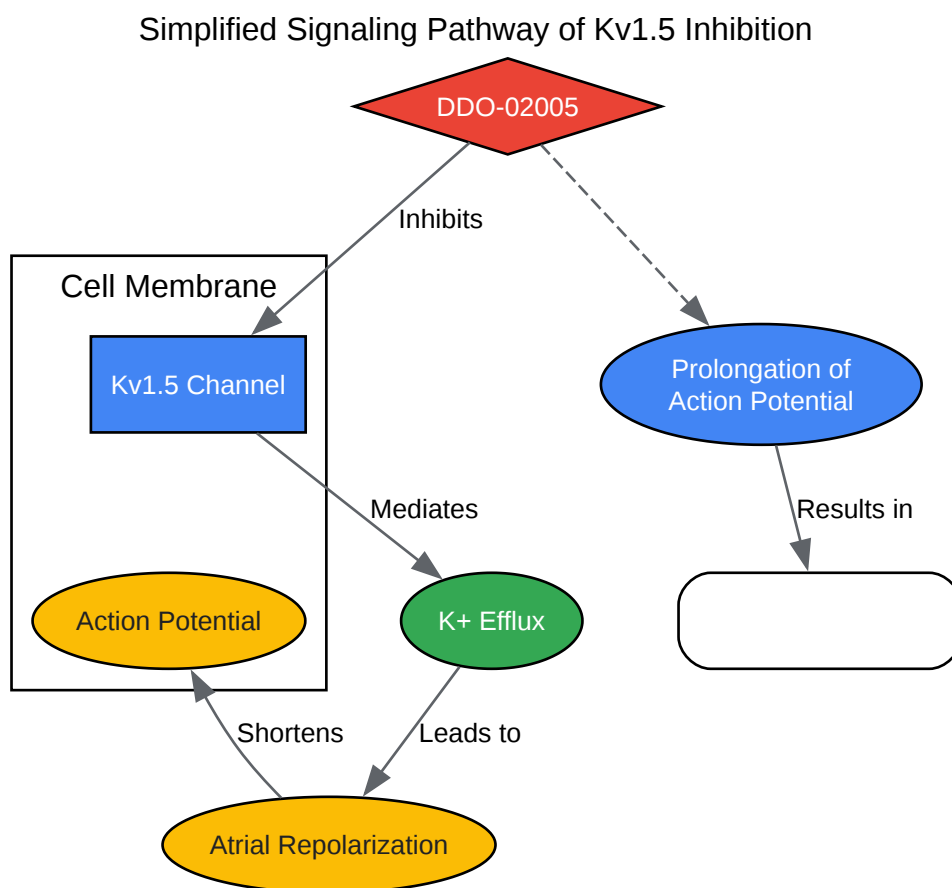 Simplified Signaling Pathway of Kv1.5 Inhibition
DDO-02005
Inhibits
Cell Membrane
Kv1.5 Channel
Prolongation of
Action Potential
Mediates
Results in
Action Potential
K+ Efflux
Shortens
Leads to
Atrial Repolarization